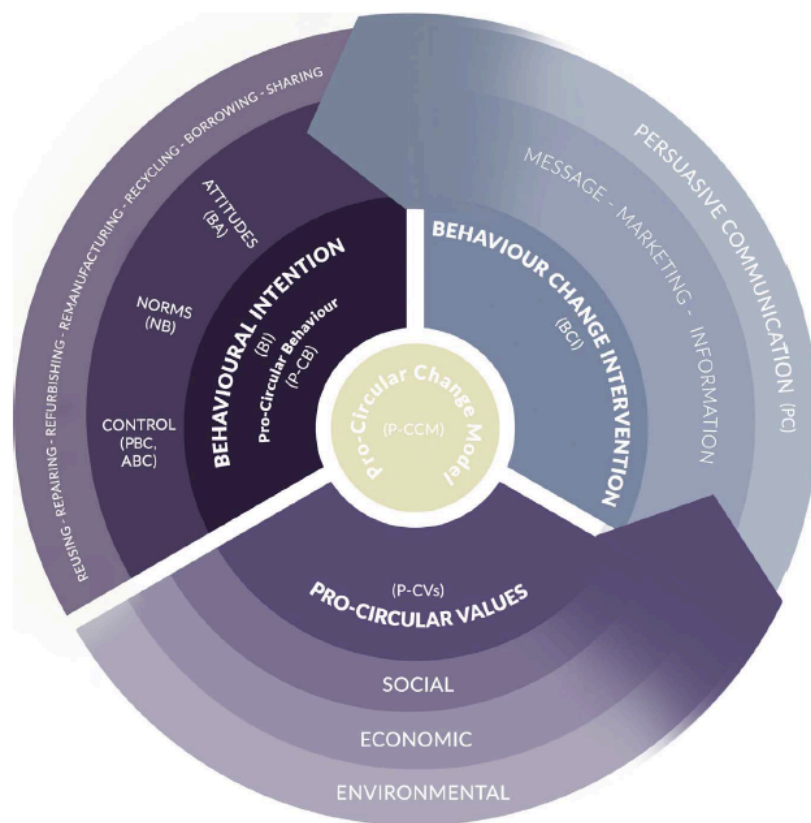 REUSING - REPAIRING - REFURBISHING - REMANUFACTURING - RECYCLING - BORROWING - SHARING
ATTITUDES
(BA)
NORMS
(NB)
CONTROL
(PBC,
ABC)
BEHAVIOURAL INTENTION
(BI)
Pro-Circular Behaviour
(P-CB)
PERSUASIVE COMMUNICATION (PC)
MESSAGE - MARKETING - INFORMATION
BEHAVIOUR CHANGE INTERVENTION
(BCI)
Pro-Circular Change Model
(P-CCM)
(P-CVs)
PRO-CIRCULAR VALUES
SOCIAL
ECONOMIC
ENVIRONMENTAL